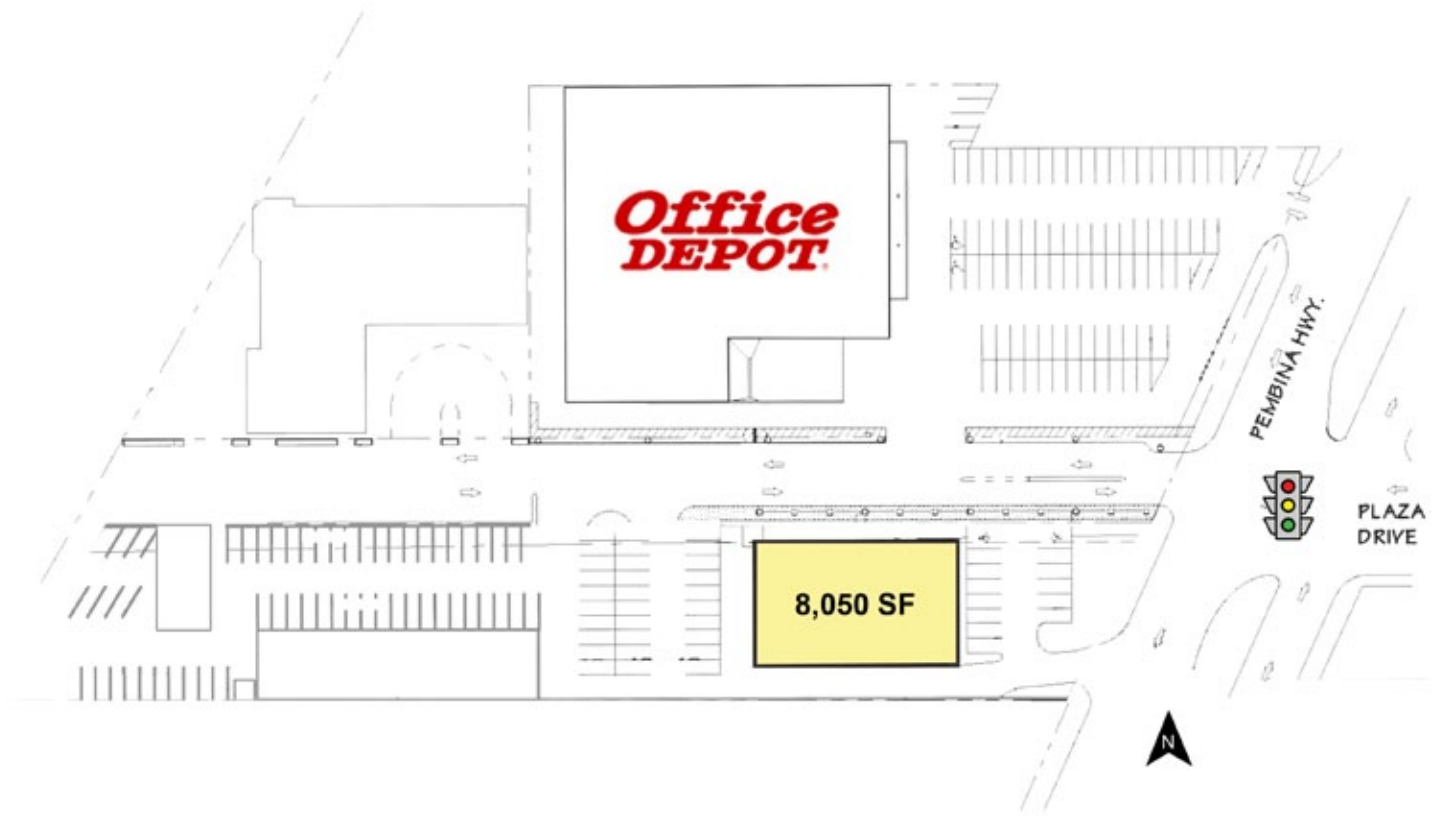 Office
DEPOT
PEMBINA HWY.
PLAZA
DRIVE
8,050 SF
N